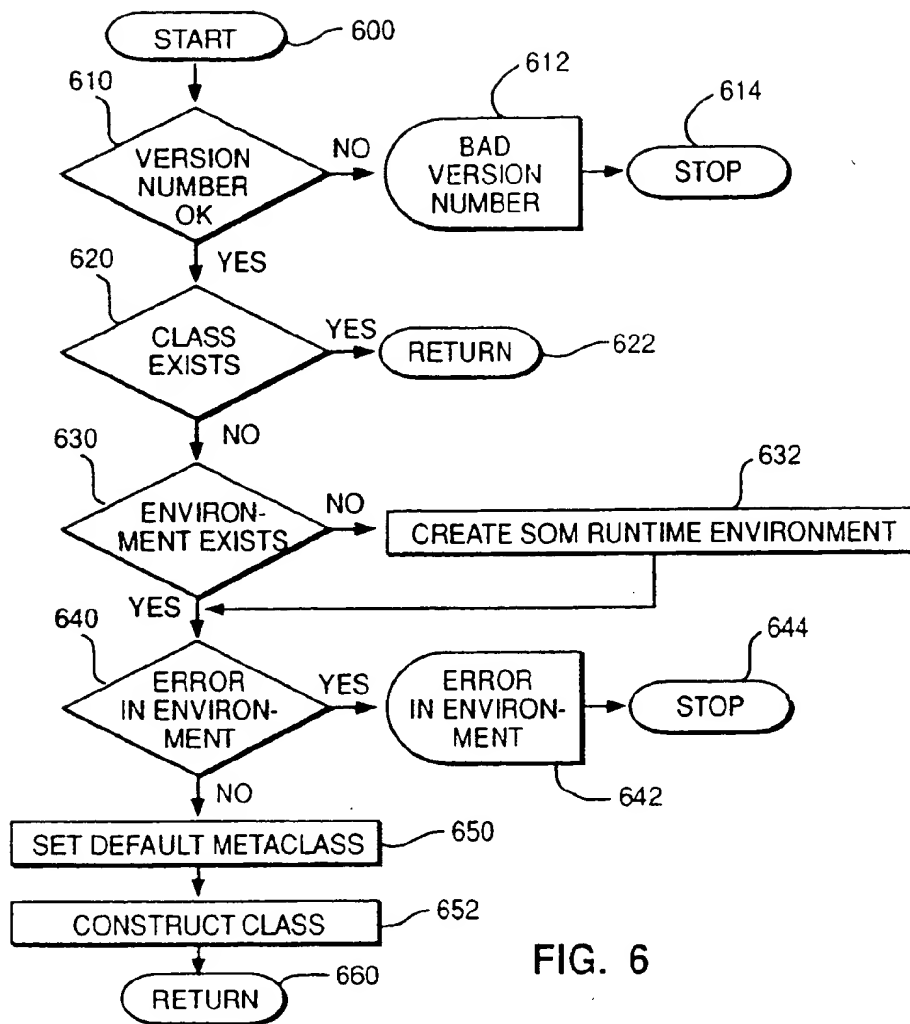 START
600
610
VERSION
NUMBER
OK
NO
612
BAD
VERSION
NUMBER
614
STOP
YES
620
CLASS
EXISTS
YES
RETURN
622
NO
630
ENVIRON-
MENT EXISTS
NO
632
CREATE SOM RUNTIME ENVIRONMENT
YES
640
ERROR
IN ENVIRON-
MENT
YES
ERROR
IN ENVIRON-
MENT
642
644
STOP
NO
SET DEFAULT METACLASS
650
CONSTRUCT CLASS
652
RETURN
660
FIG. 6